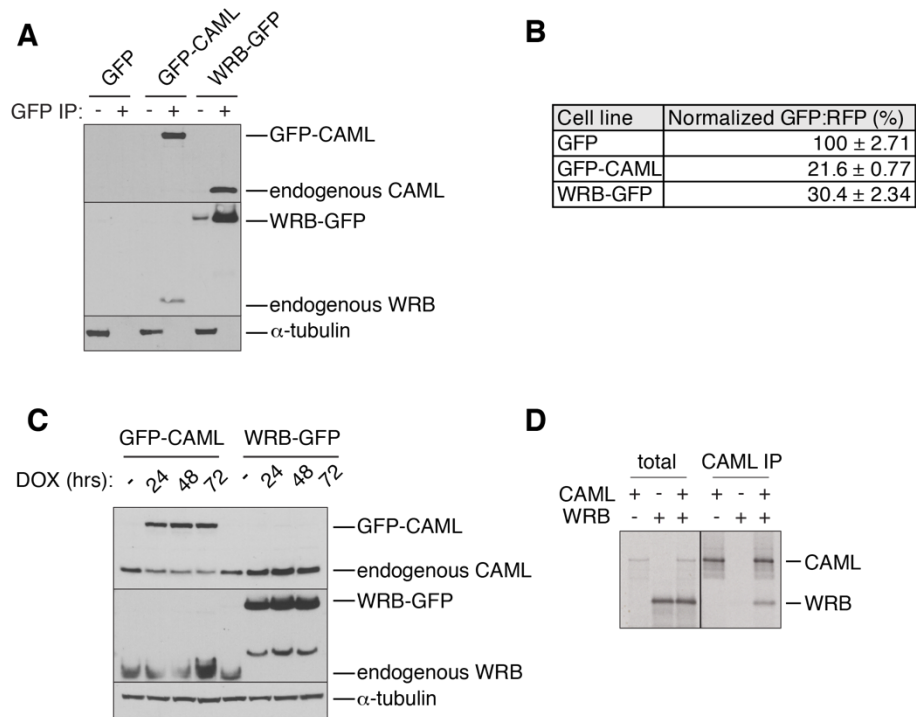 A
GFP
GFP-CAML
WRB-GFP
GFP IP: - + - + - +
GFP-CAML
endogenous CAML
WRB-GFP
endogenous WRB
α-tubulin
B
Cell line Normalized GFP:RFP (%)
GFP 100 ± 2.71
GFP-CAML 21.6 ± 0.77
WRB-GFP 30.4 ± 2.34
C
GFP-CAML WRB-GFP
DOX (hrs): - 24 48 72 - 24 48 72
GFP-CAML
endogenous CAML
WRB-GFP
endogenous WRB
α-tubulin
D
total CAML IP
CAML + - + + - +
WRB - + + - + +
CAML
WRB